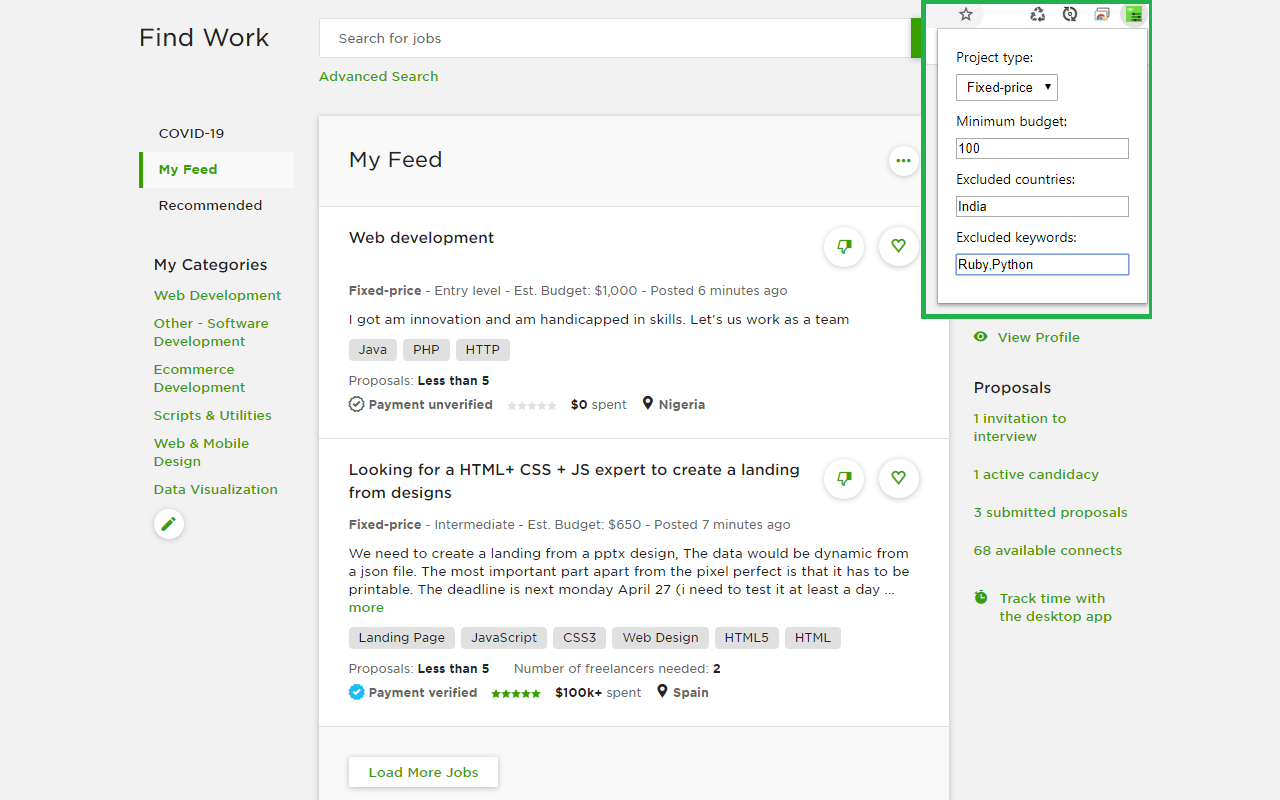 Find Work
Search for jobs
Advanced Search
COVID-19
My Feed
Recommended
My Categories
Web Development
Other - Software
Development
Ecommerce
Development
Scripts & Utilities
Web & Mobile
Design
Data Visualization
My Feed
Web development
Fixed-price - Entry level - Est. Budget: $1,000 - Posted 6 minutes ago
I got am innovation and am handicapped in skills. Let's us work as a team
Java PHP HTTP
Proposals: Less than 5
Payment unverified $0 spent Nigeria
Looking for a HTML+ CSS + JS expert to create a landing
from designs
Fixed-price - Intermediate - Est. Budget: $650 - Posted 7 minutes ago
We need to create a landing from a pptx design, The data would be dynamic from
a json file. The most important part apart from the pixel perfect is that it has to be
printable. The deadline is next monday April 27 (i need to test it at least a day ...
more
Landing Page JavaScript CSS3 Web Design HTML5 HTML
Proposals: Less than 5 Number of freelancers needed: 2
Payment verified $100k+ spent Spain
Load More Jobs
Project type:
Fixed-price
Minimum budget:
100
Excluded countries:
India
Excluded keywords:
Ruby,Python
View Profile
Proposals
1 invitation to
interview
1 active candidacy
3 submitted proposals
68 available connects
Track time with
the desktop app